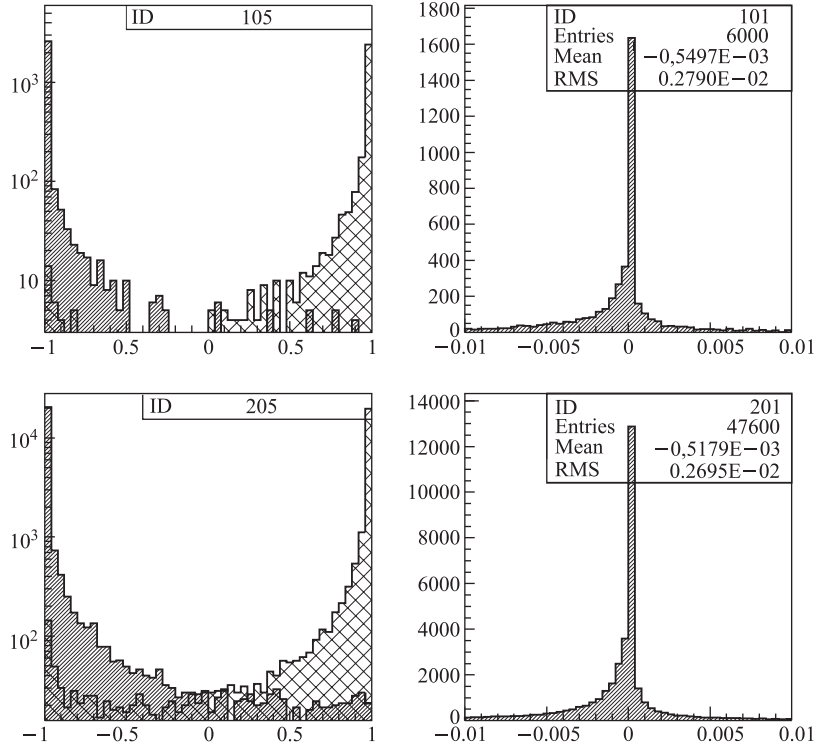 ID 105
10³
10²
10
−1 0.5 0 0.5 1
ID 101
Entries 6000
Mean −0,5497E−03
RMS 0.2790E−02
1800
1600
1400
1200
1000
800
600
400
200
0
−0.01 −0.005 0 0.005 0.01
ID 205
10⁴
10³
10²
−1 −0.5 0 0.5 1
ID 201
Entries 47600
Mean −0,5179E−03
RMS 0.2695E−02
14000
12000
10000
8000
6000
4000
2000
0
−0.01 −0.005 0 0.005 0.01